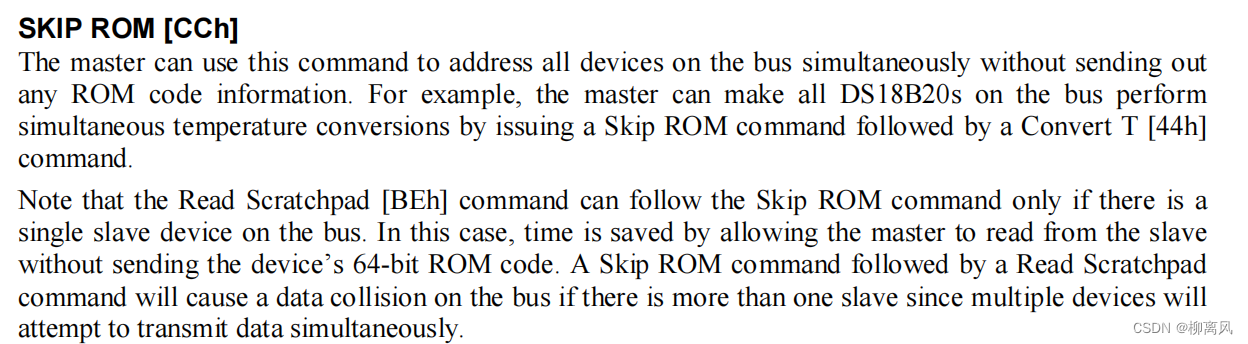 SKIP ROM [CCh]
The master can use this command to address all devices on the bus simultaneously without sending out
any ROM code information. For example, the master can make all DS18B20s on the bus perform
simultaneous temperature conversions by issuing a Skip ROM command followed by a Convert T [44h]
command.
Note that the Read Scratchpad [BEh] command can follow the Skip ROM command only if there is a
single slave device on the bus. In this case, time is saved by allowing the master to read from the slave
without sending the device’s 64-bit ROM code. A Skip ROM command followed by a Read Scratchpad
command will cause a data collision on the bus if there is more than one slave since multiple devices will
attempt to transmit data simultaneously.
CSDN @柳离风